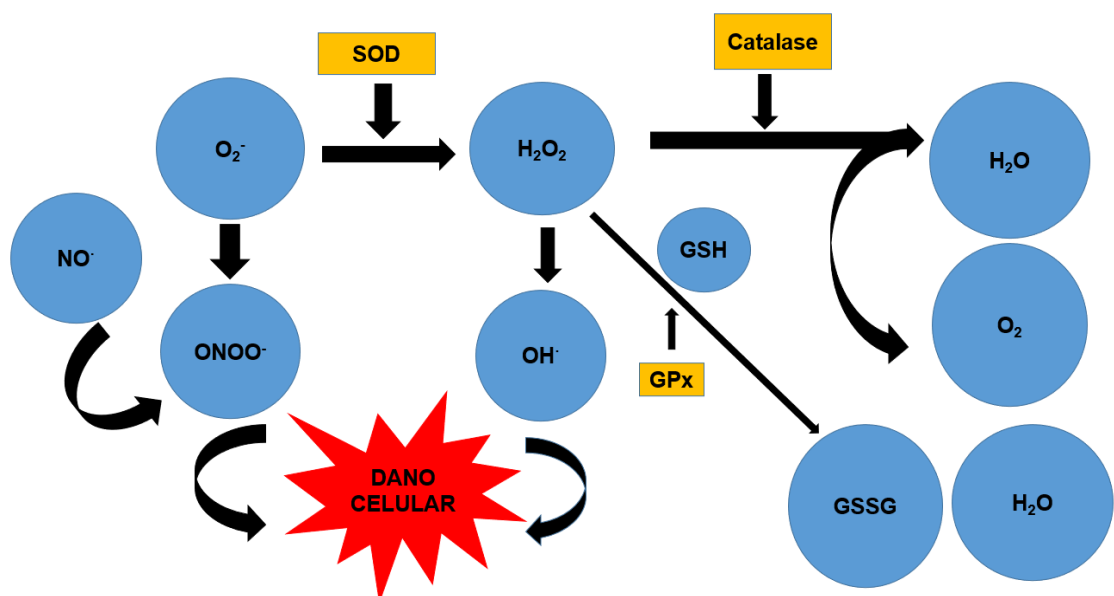 SOD
Catalase
O₂⁻
H₂O₂
H₂O
NO·
GSH
O₂
ONOO⁻
OH·
GPx
DANO
CELULAR
GSSG
H₂O